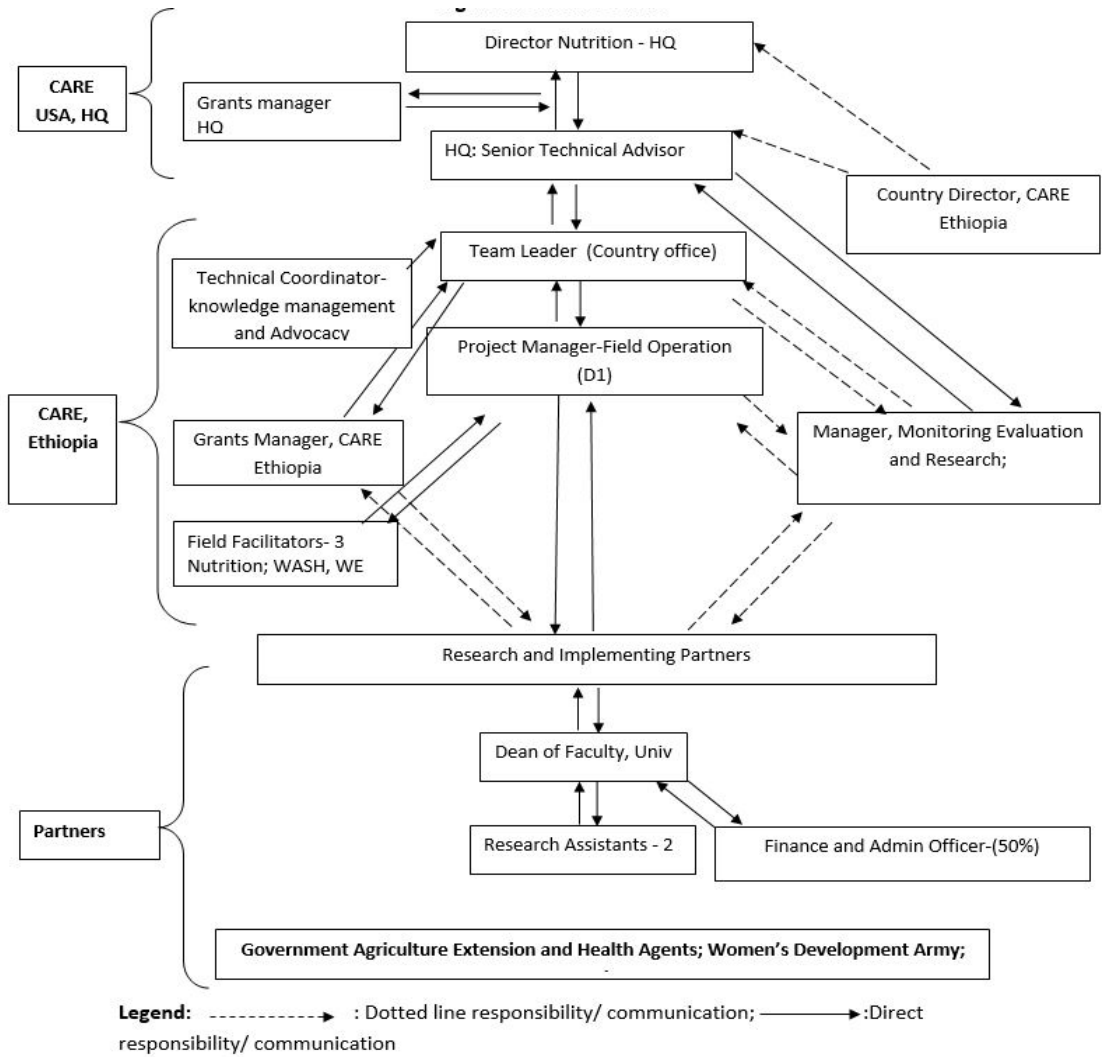 Director Nutrition - HQ
CARE
USA, HQ
Grants manager
HQ
HQ: Senior Technical Advisor
Country Director, CARE
Ethiopia
Team Leader (Country office)
Technical Coordinator-
knowledge management
and Advocacy
Project Manager-Field Operation
(D1)
CARE,
Ethiopia
Grants Manager, CARE
Ethiopia
Manager, Monitoring Evaluation
and Research;
Field Facilitators- 3
Nutrition; WASH, WE
Research and Implementing Partners
Dean of Faculty, Univ
Partners
Research Assistants - 2
Finance and Admin Officer-(50%)
Government Agriculture Extension and Health Agents; Women’s Development Army;
Legend: : Dotted line responsibility/ communication; :Direct
responsibility/ communication